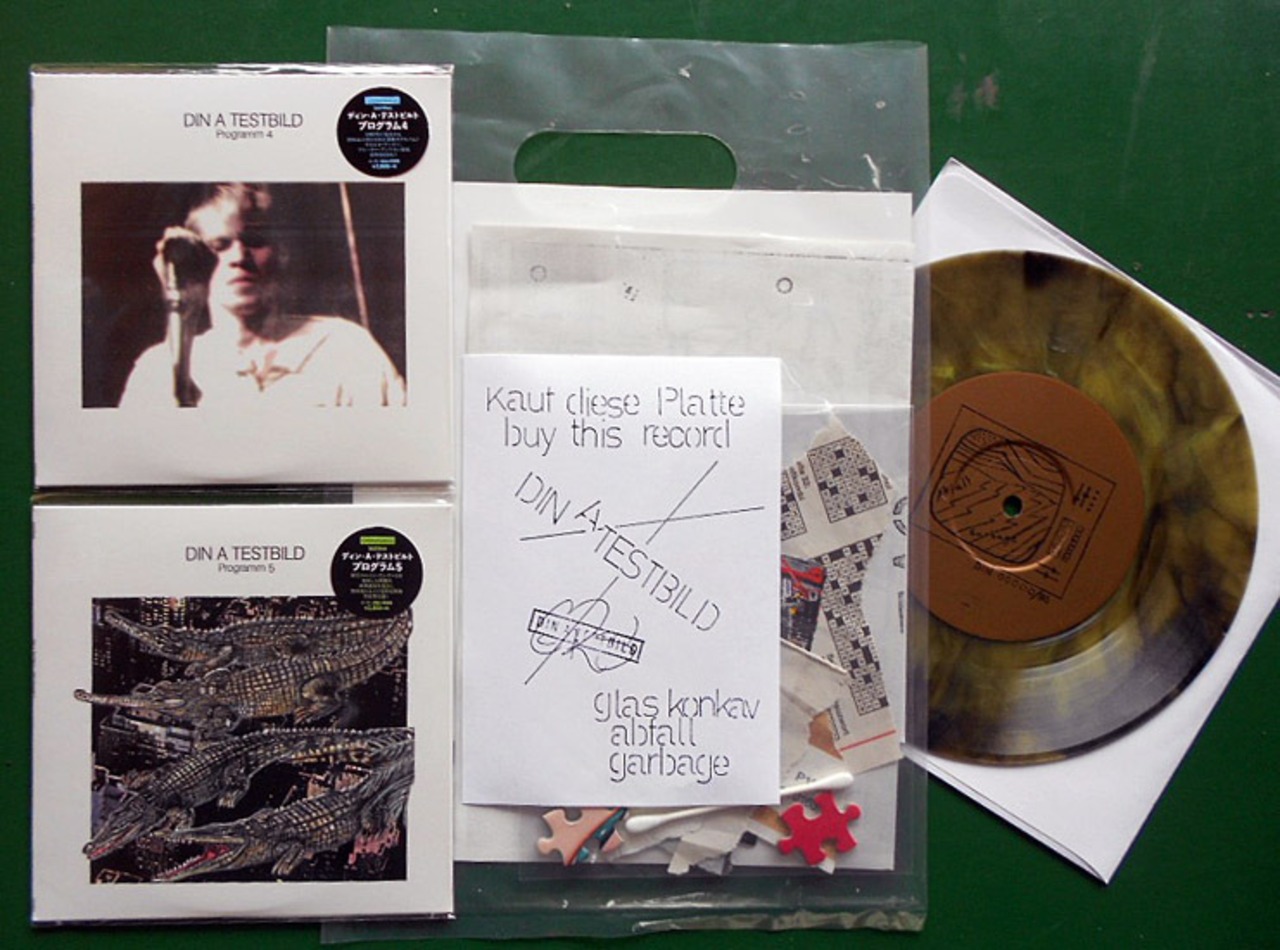 DIN A TESTBILD
Programm 4
ディン・A・テストビルト
プログラム4
DIN A TESTBILD
Programm 5
ディン・A・テストビルト
プログラム5
Kauf diese Platte
buy this record
DIN A TESTBILD
DIN A TESTBILD
glas konkav
abfall
garbage